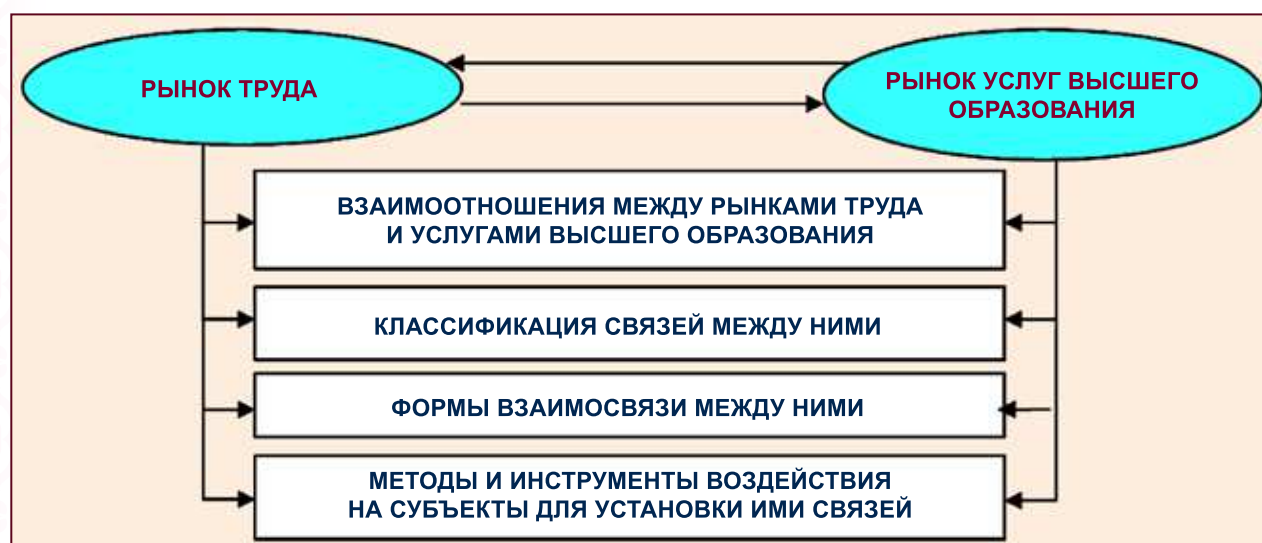 РЫНОК ТРУДА
РЫНОК УСЛУГ ВЫСШЕГО
ОБРАЗОВАНИЯ
ВЗАИМООТНОШЕНИЯ МЕЖДУ РЫНКАМИ ТРУДА
И УСЛУГАМИ ВЫСШЕГО ОБРАЗОВАНИЯ
КЛАССИФИКАЦИЯ СВЯЗЕЙ МЕЖДУ НИМИ
ФОРМЫ ВЗАИМОСВЯЗИ МЕЖДУ НИМИ
МЕТОДЫ И ИНСТРУМЕНТЫ ВОЗДЕЙСТВИЯ
НА СУБЪЕКТЫ ДЛЯ УСТАНОВКИ ИМИ СВЯЗЕЙ